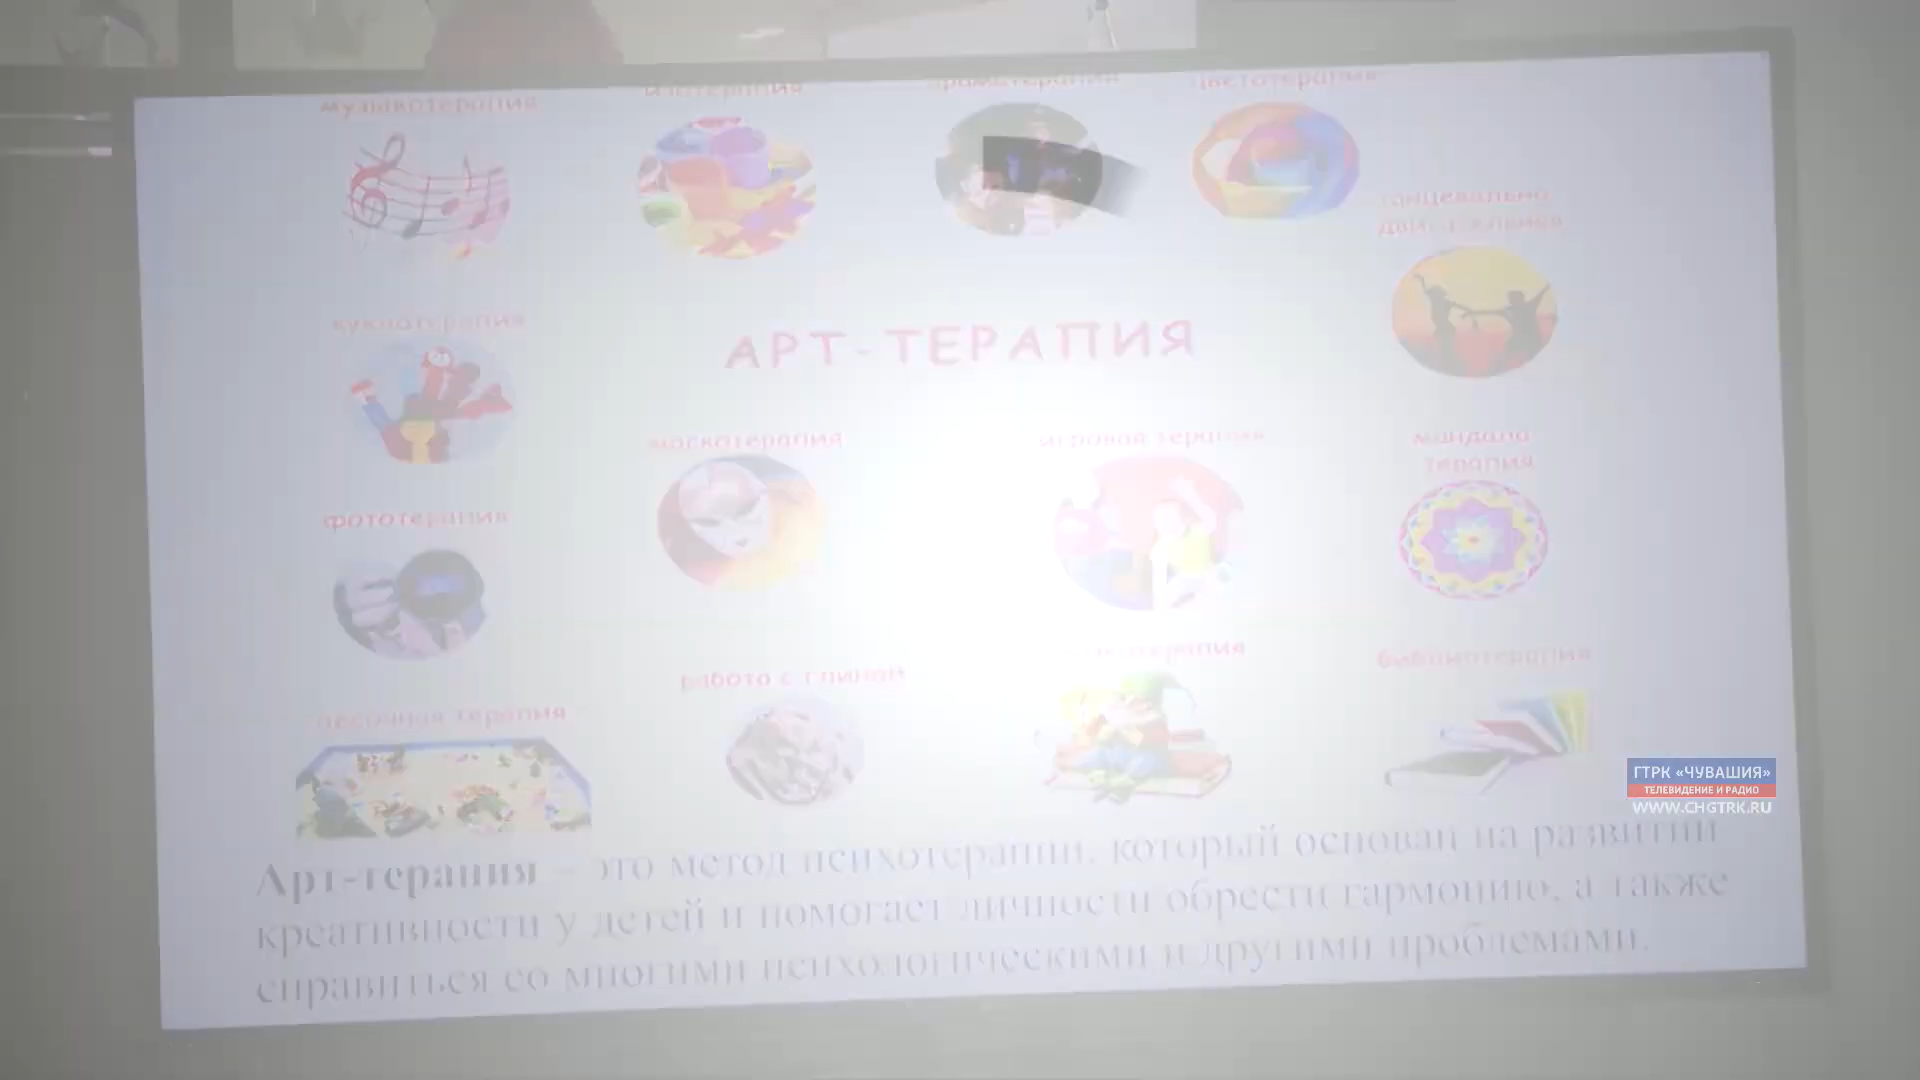 музыкотерапия
изотерапия
ароматерапия
цветотерапия
танцевально
куклотерапия
АРТ-ТЕРАПИЯ
маскотерапия
игровая терапия
мандала
терапия
фототерапия
работа с глиной
библиотерапия
песочная терапия
ГТРК «ЧУВАШИЯ»
ТЕЛЕВИДЕНИЕ И РАДИО
WWW.CHGTRK.RU
Арт-терапия – это метод психотерапии, который основан на развитии
креативности у детей и помогает личности обрести гармонию, а также
справиться со многими психологическими и другими проблемами.